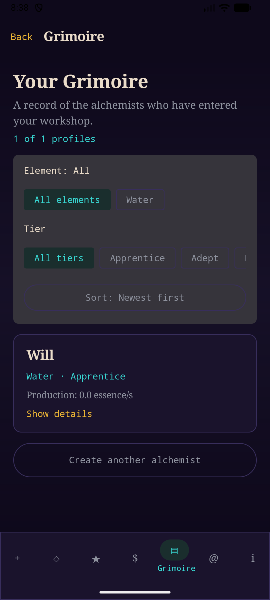 Back Grimoire
Your Grimoire
A record of the alchemists who have entered
your workshop.
1 of 1 profiles
Element: All
All elements Water
Tier
All tiers Apprentice Adept
Sort: Newest first
Will
Water · Apprentice
Production: 0.0 essence/s
Show details
Create another alchemist
+ ◇ ★ $ @ i
Grimoire